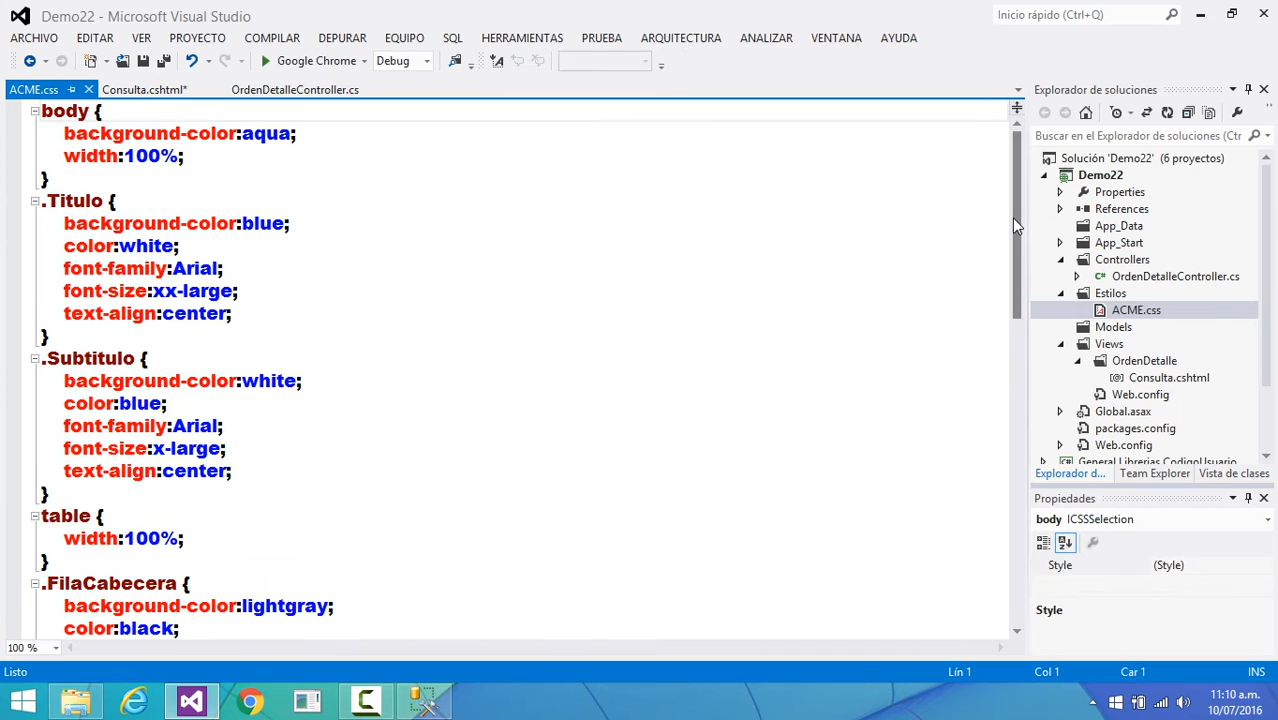 Demo22 - Microsoft Visual Studio
Inicio rápido (Ctrl+Q)
ARCHIVO EDITAR VER PROYECTO COMPILAR DEPURAR EQUIPO SQL HERRAMIENTAS PRUEBA ARQUITECTURA ANALIZAR VENTANA AYUDA
Google Chrome Debug
ACME.css Consulta.cshtml* OrdenDetalleController.cs
body {
background-color:aqua;
width:100%;
}
.Titulo {
background-color:blue;
color:white;
font-family:Arial;
font-size:xx-large;
text-align:center;
}
.Subtitulo {
background-color:white;
color:blue;
font-family:Arial;
font-size:x-large;
text-align:center;
}
table {
width:100%;
}
.FilaCabecera {
background-color:lightgray;
color:black;
100 %
Explorador de soluciones
Buscar en el Explorador de soluciones (Ctr
Solución 'Demo22' (6 proyectos)
Demo22
Properties
References
App_Data
App_Start
Controllers
OrdenDetalleController.cs
Estilos
ACME.css
Models
Views
OrdenDetalle
Consulta.cshtml
Web.config
Global.asax
packages.config
Web.config
General Librerias CodigoUsuario
Explorador d... Team Explorer Vista de clases
Propiedades
body ICSSSelection
Style (Style)
Style
Listo Lín 1 Col 1 Car 1 INS
11:10 a.m.
10/07/2016